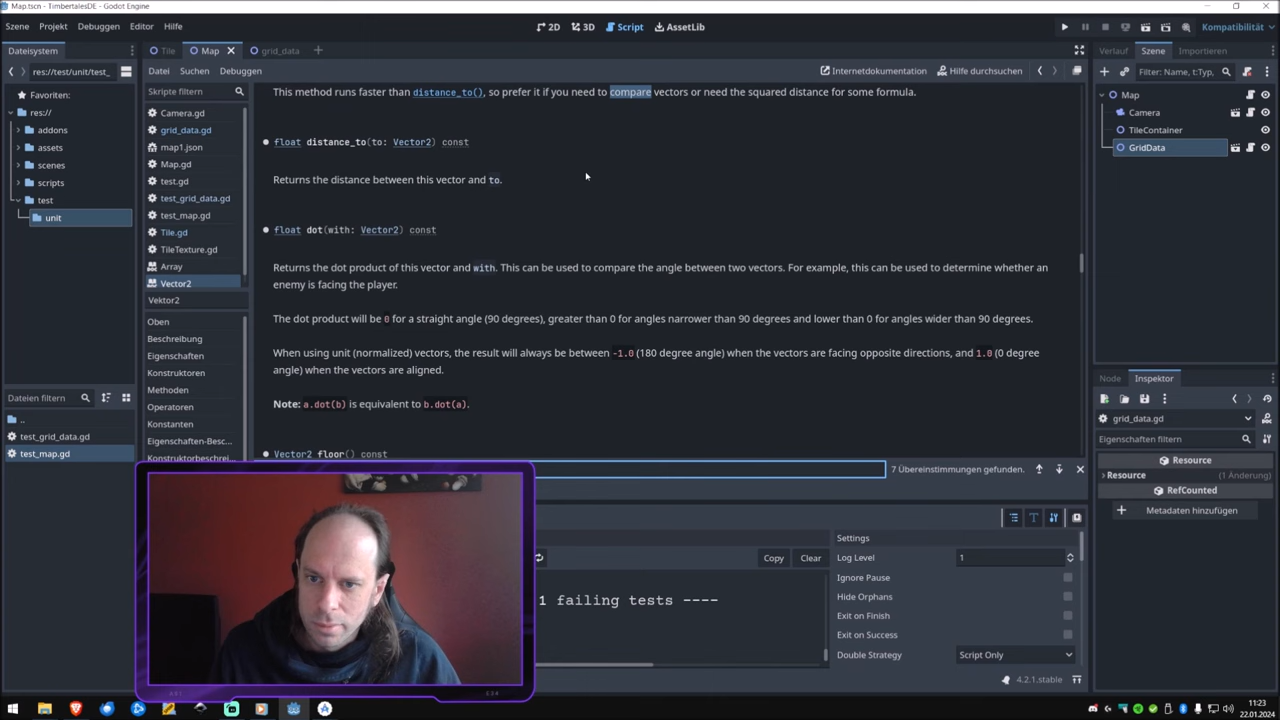 Map.tscn - TimbertalesDE - Godot Engine
Szene Projekt Debuggen Editor Hilfe
2D 3D Script AssetLib
Kompatibilität
Dateisystem
Tile Map grid_data
Verlauf Szene Importieren
res://test/unit/test_
Datei Suchen Debuggen
Internetdokumentation Hilfe durchsuchen
Filter: Name, t:Typ,
Favoriten:
res://
addons
assets
scenes
scripts
test
unit
Skripte filtern
Camera.gd
grid_data.gd
map1.json
Map.gd
test.gd
test_grid_data.gd
test_map.gd
Tile.gd
TileTexture.gd
Array
Vector2
Vektor2
Oben
Beschreibung
Eigenschaften
Konstruktoren
Methoden
Operatoren
Konstanten
Eigenschaften-Besc...
Konstruktorbeschrei...
This method runs faster than distance_to(), so prefer it if you need to compare vectors or need the squared distance for some formula.
float distance_to(to: Vector2) const
Returns the distance between this vector and to.
float dot(with: Vector2) const
Returns the dot product of this vector and with. This can be used to compare the angle between two vectors. For example, this can be used to determine whether an
enemy is facing the player.
The dot product will be 0 for a straight angle (90 degrees), greater than 0 for angles narrower than 90 degrees and lower than 0 for angles wider than 90 degrees.
When using unit (normalized) vectors, the result will always be between -1.0 (180 degree angle) when the vectors are facing opposite directions, and 1.0 (0 degree
angle) when the vectors are aligned.
Note: a.dot(b) is equivalent to b.dot(a).
Vector2 floor() const
7 Übereinstimmungen gefunden.
Map
Camera
TileContainer
GridData
Node Inspektor
grid_data.gd
Eigenschaften filtern
Resource
Resource (1 Änderung)
RefCounted
Metadaten hinzufügen
Dateien filtern
..
test_grid_data.gd
test_map.gd
Copy Clear
1 failing tests ----
Settings
Log Level 1
Ignore Pause
Hide Orphans
Exit on Finish
Exit on Success
Double Strategy Script Only
4.2.1.stable
11:23
22.01.2024